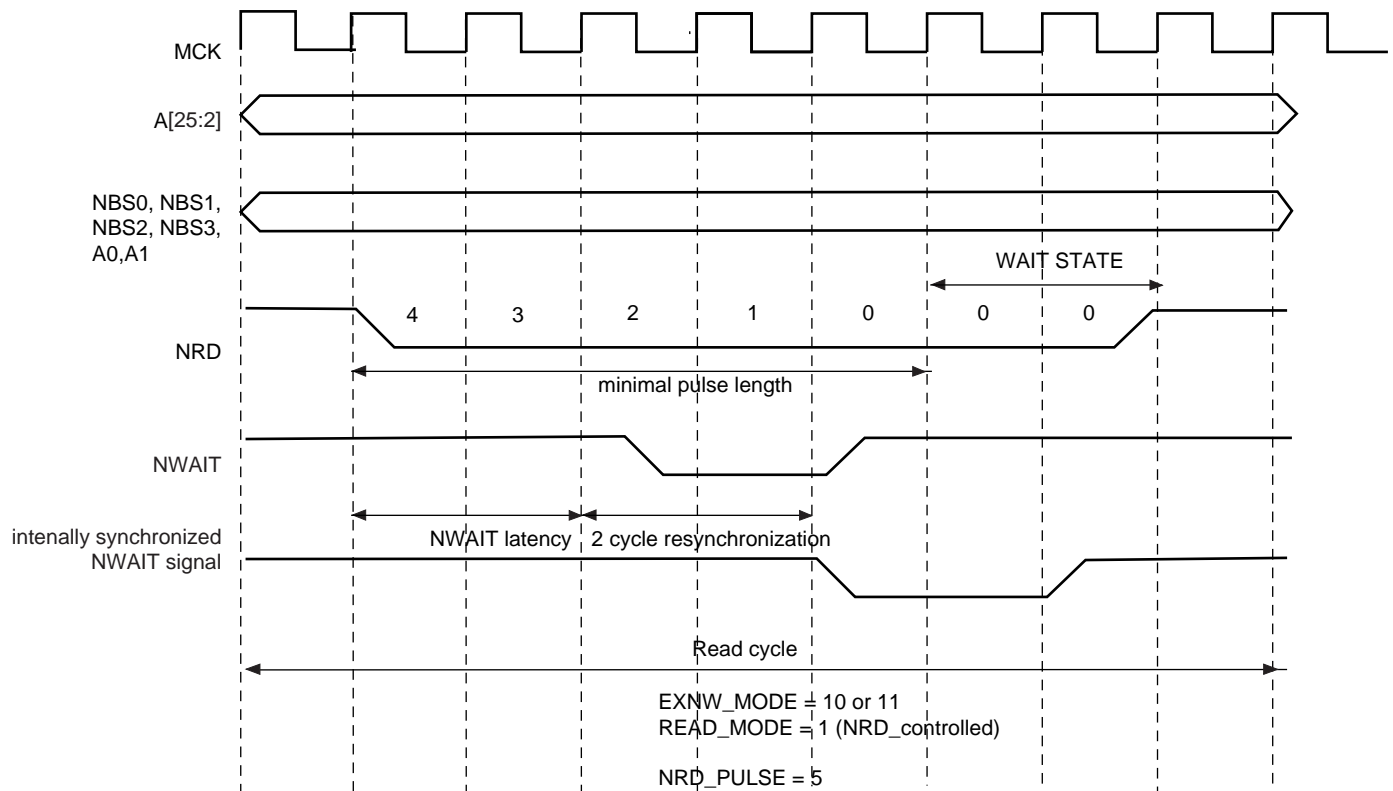 MCK
A[25:2]
NBS0, NBS1,
NBS2, NBS3,
A0,A1
WAIT STATE
4 3 2 1 0 0 0
NRD
minimal pulse length
NWAIT
intenally synchronized
NWAIT signal
NWAIT latency 2 cycle resynchronization
Read cycle
EXNW_MODE = 10 or 11
READ_MODE = 1 (NRD_controlled)
NRD_PULSE = 5